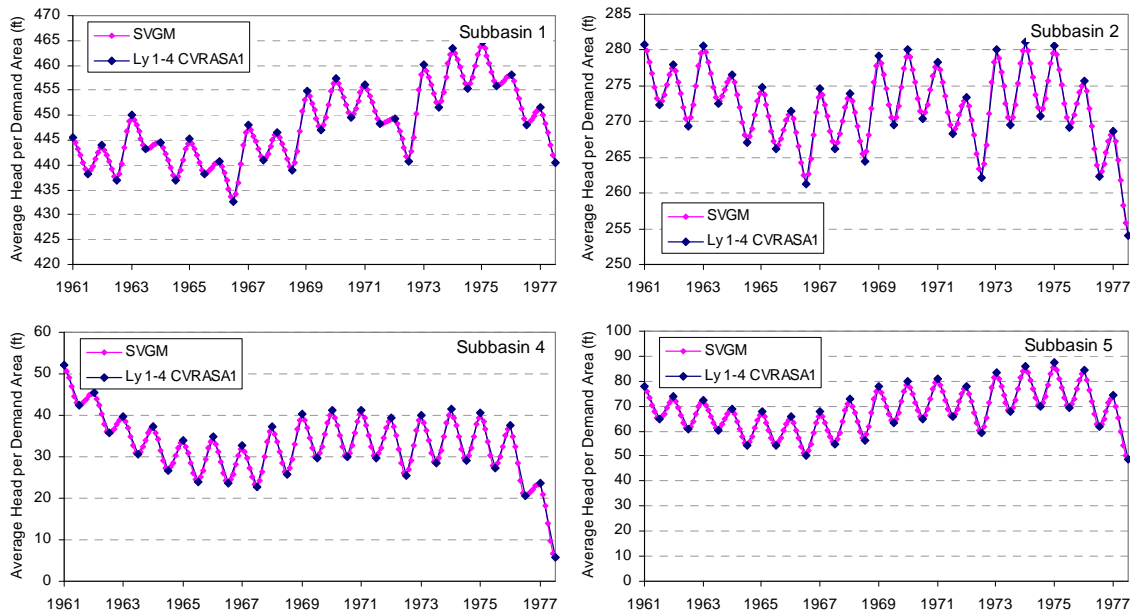 Average Head per Demand Area (ft)
470
465
460
455
450
445
440
435
430
425
420
SVGM
Ly 1-4 CVRASA1
Subbasin 1
1961 1963 1965 1967 1969 1971 1973 1975 1977
Average Head per Demand Area (ft)
285
280
275
270
265
260
255
250
Subbasin 2
SVGM
Ly 1-4 CVRASA1
1961 1963 1965 1967 1969 1971 1973 1975 1977
Average Head per Demand Area (ft)
60
50
40
30
20
10
0
SVGM
Ly 1-4 CVRASA1
Subbasin 4
1961 1963 1965 1967 1969 1971 1973 1975 1977
Average Head per Demand Area (ft)
100
90
80
70
60
50
40
30
20
10
0
SVGM
Ly 1-4 CVRASA1
Subbasin 5
1961 1963 1965 1967 1969 1971 1973 1975 1977